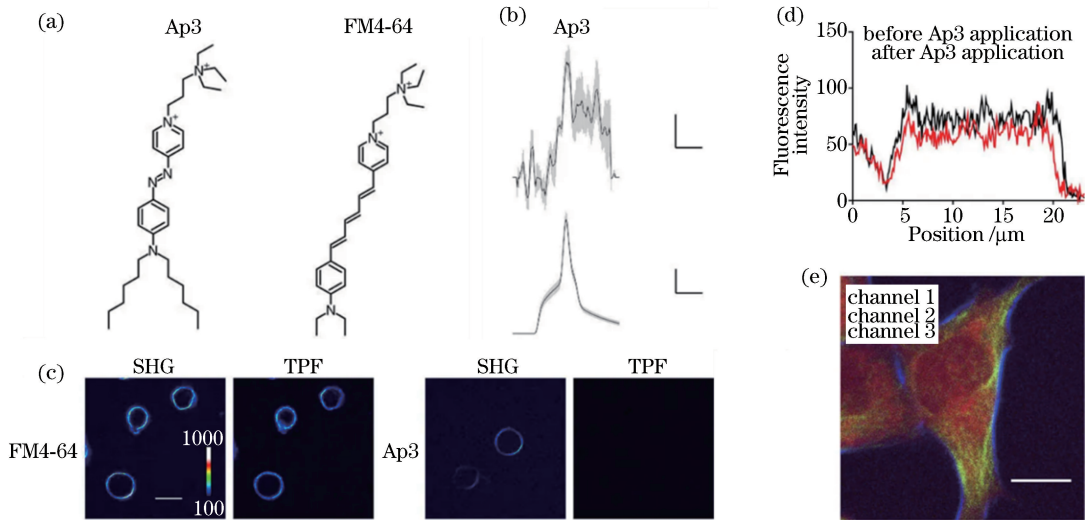 (a)
Ap3
FM4-64
N⁺
N⁺
N
N
N
N⁺
N⁺
N
(b)
Ap3
(c)
SHG
TPF
FM4-64
1000
100
SHG
TPF
Ap3
(d)
before Ap3 application
after Ap3 application
Fluorescence
intensity
150
100
50
0
0
5
10
15
20
Position /μm
(e)
channel 1
channel 2
channel 3